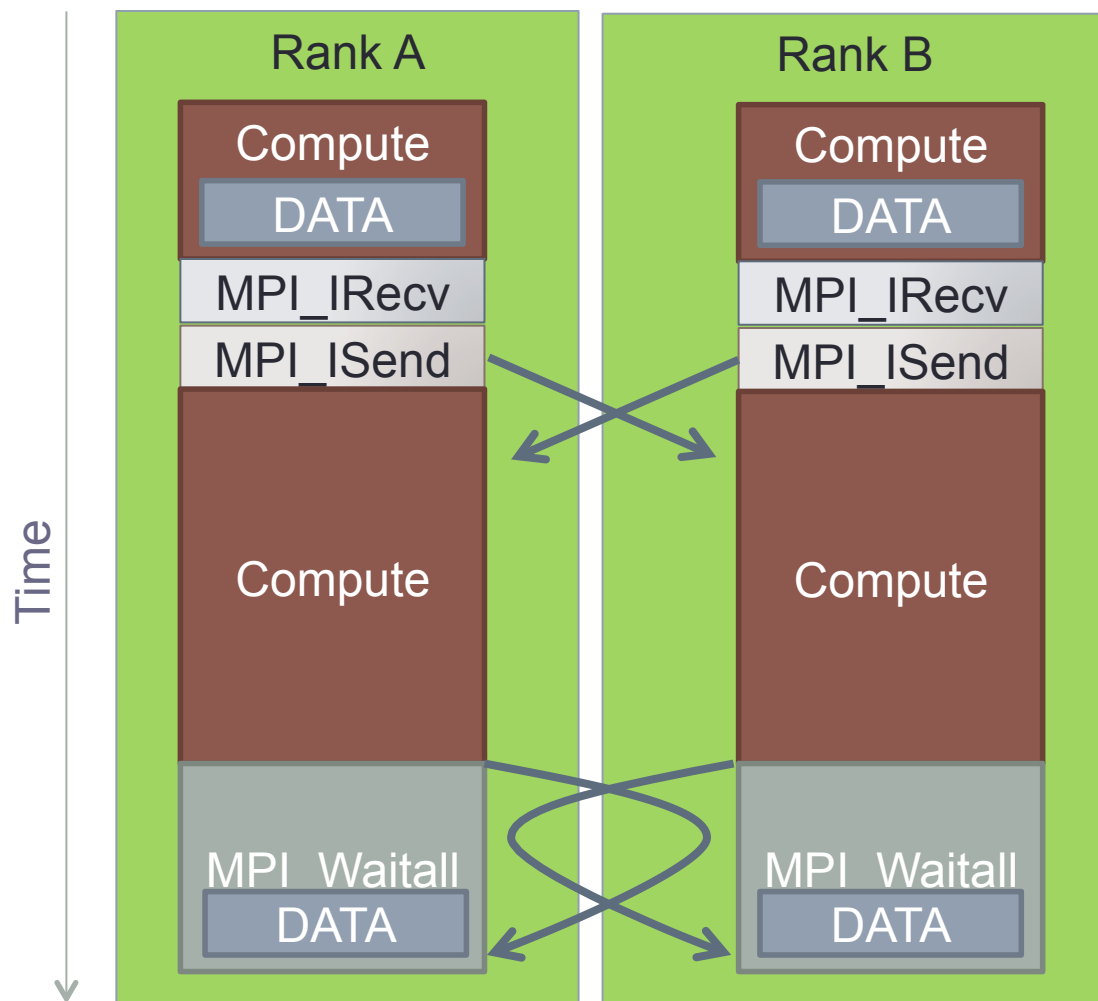 Rank A
Rank B
Compute
DATA
MPI_IRecv
MPI_ISend
Compute
MPI_Waitall
DATA
Compute
DATA
MPI_IRecv
MPI_ISend
Compute
MPI_Waitall
DATA
Time